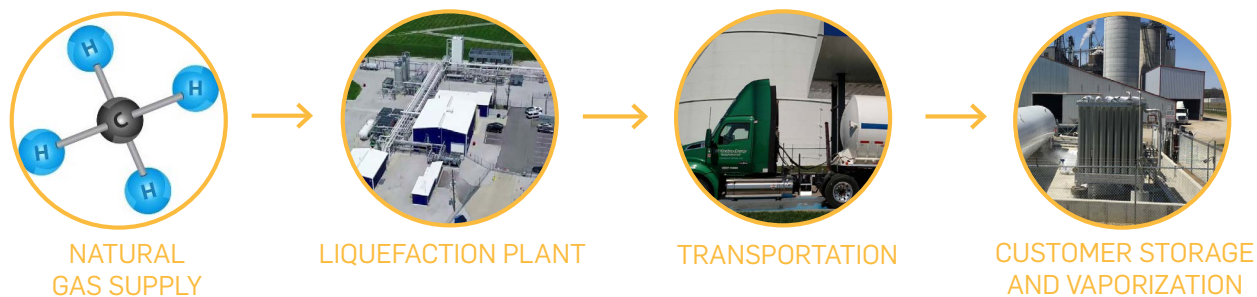 H
H
C
H
H
NATURAL
GAS SUPPLY
LIQUEFACTION PLANT
TRANSPORTATION
CUSTOMER STORAGE
AND VAPORIZATION